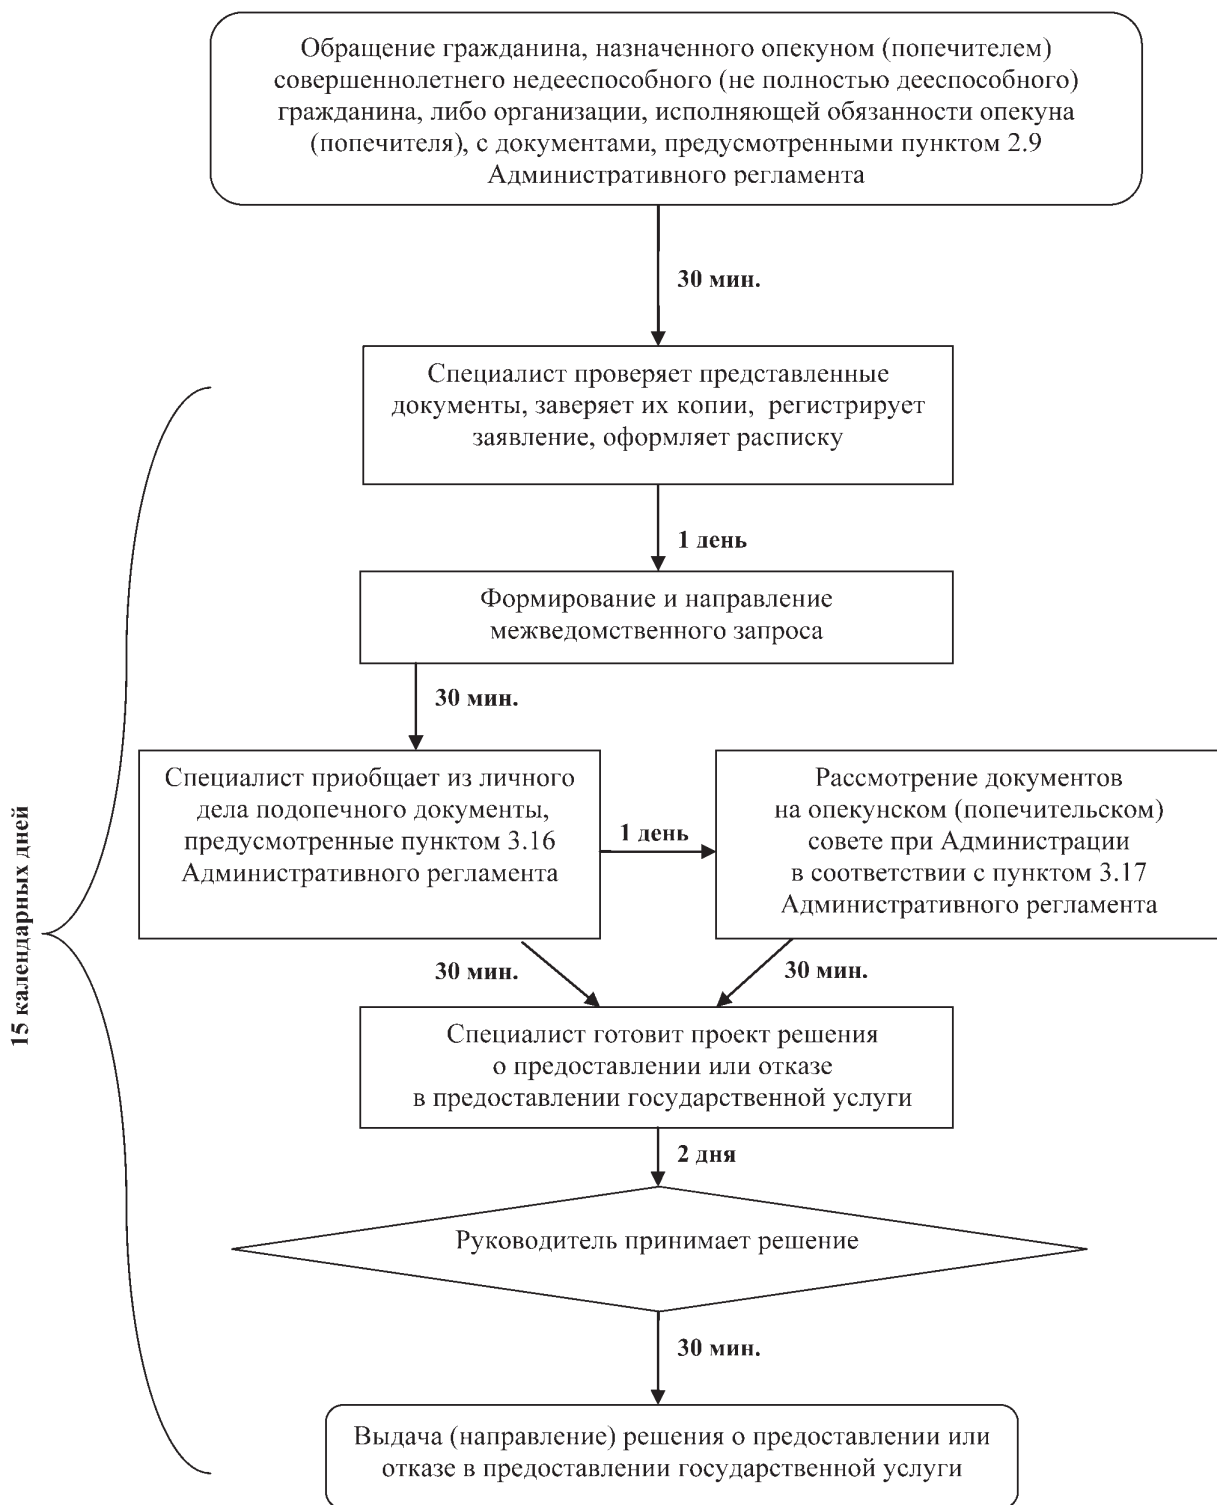 Обращение гражданина, назначенного опекуном (попечителем)
совершеннолетнего недееспособного (не полностью дееспособного)
гражданина, либо организации, исполняющей обязанности опекуна
(попечителя), с документами, предусмотренными пунктом 2.9
Административного регламента
30 мин.
Специалист проверяет представленные
документы, заверяет их копии, регистрирует
заявление, оформляет расписку
1 день
Формирование и направление
межведомственного запроса
30 мин.
Специалист приобщает из личного
дела подопечного документы,
предусмотренные пунктом 3.16
Административного регламента
1 день
Рассмотрение документов
на опекунском (попечительском)
совете при Администрации
в соответствии с пунктом 3.17
Административного регламента
30 мин.
30 мин.
Специалист готовит проект решения
о предоставлении или отказе
в предоставлении государственной услуги
2 дня
Руководитель принимает решение
30 мин.
Выдача (направление) решения о предоставлении или
отказе в предоставлении государственной услуги
15 календарных дней